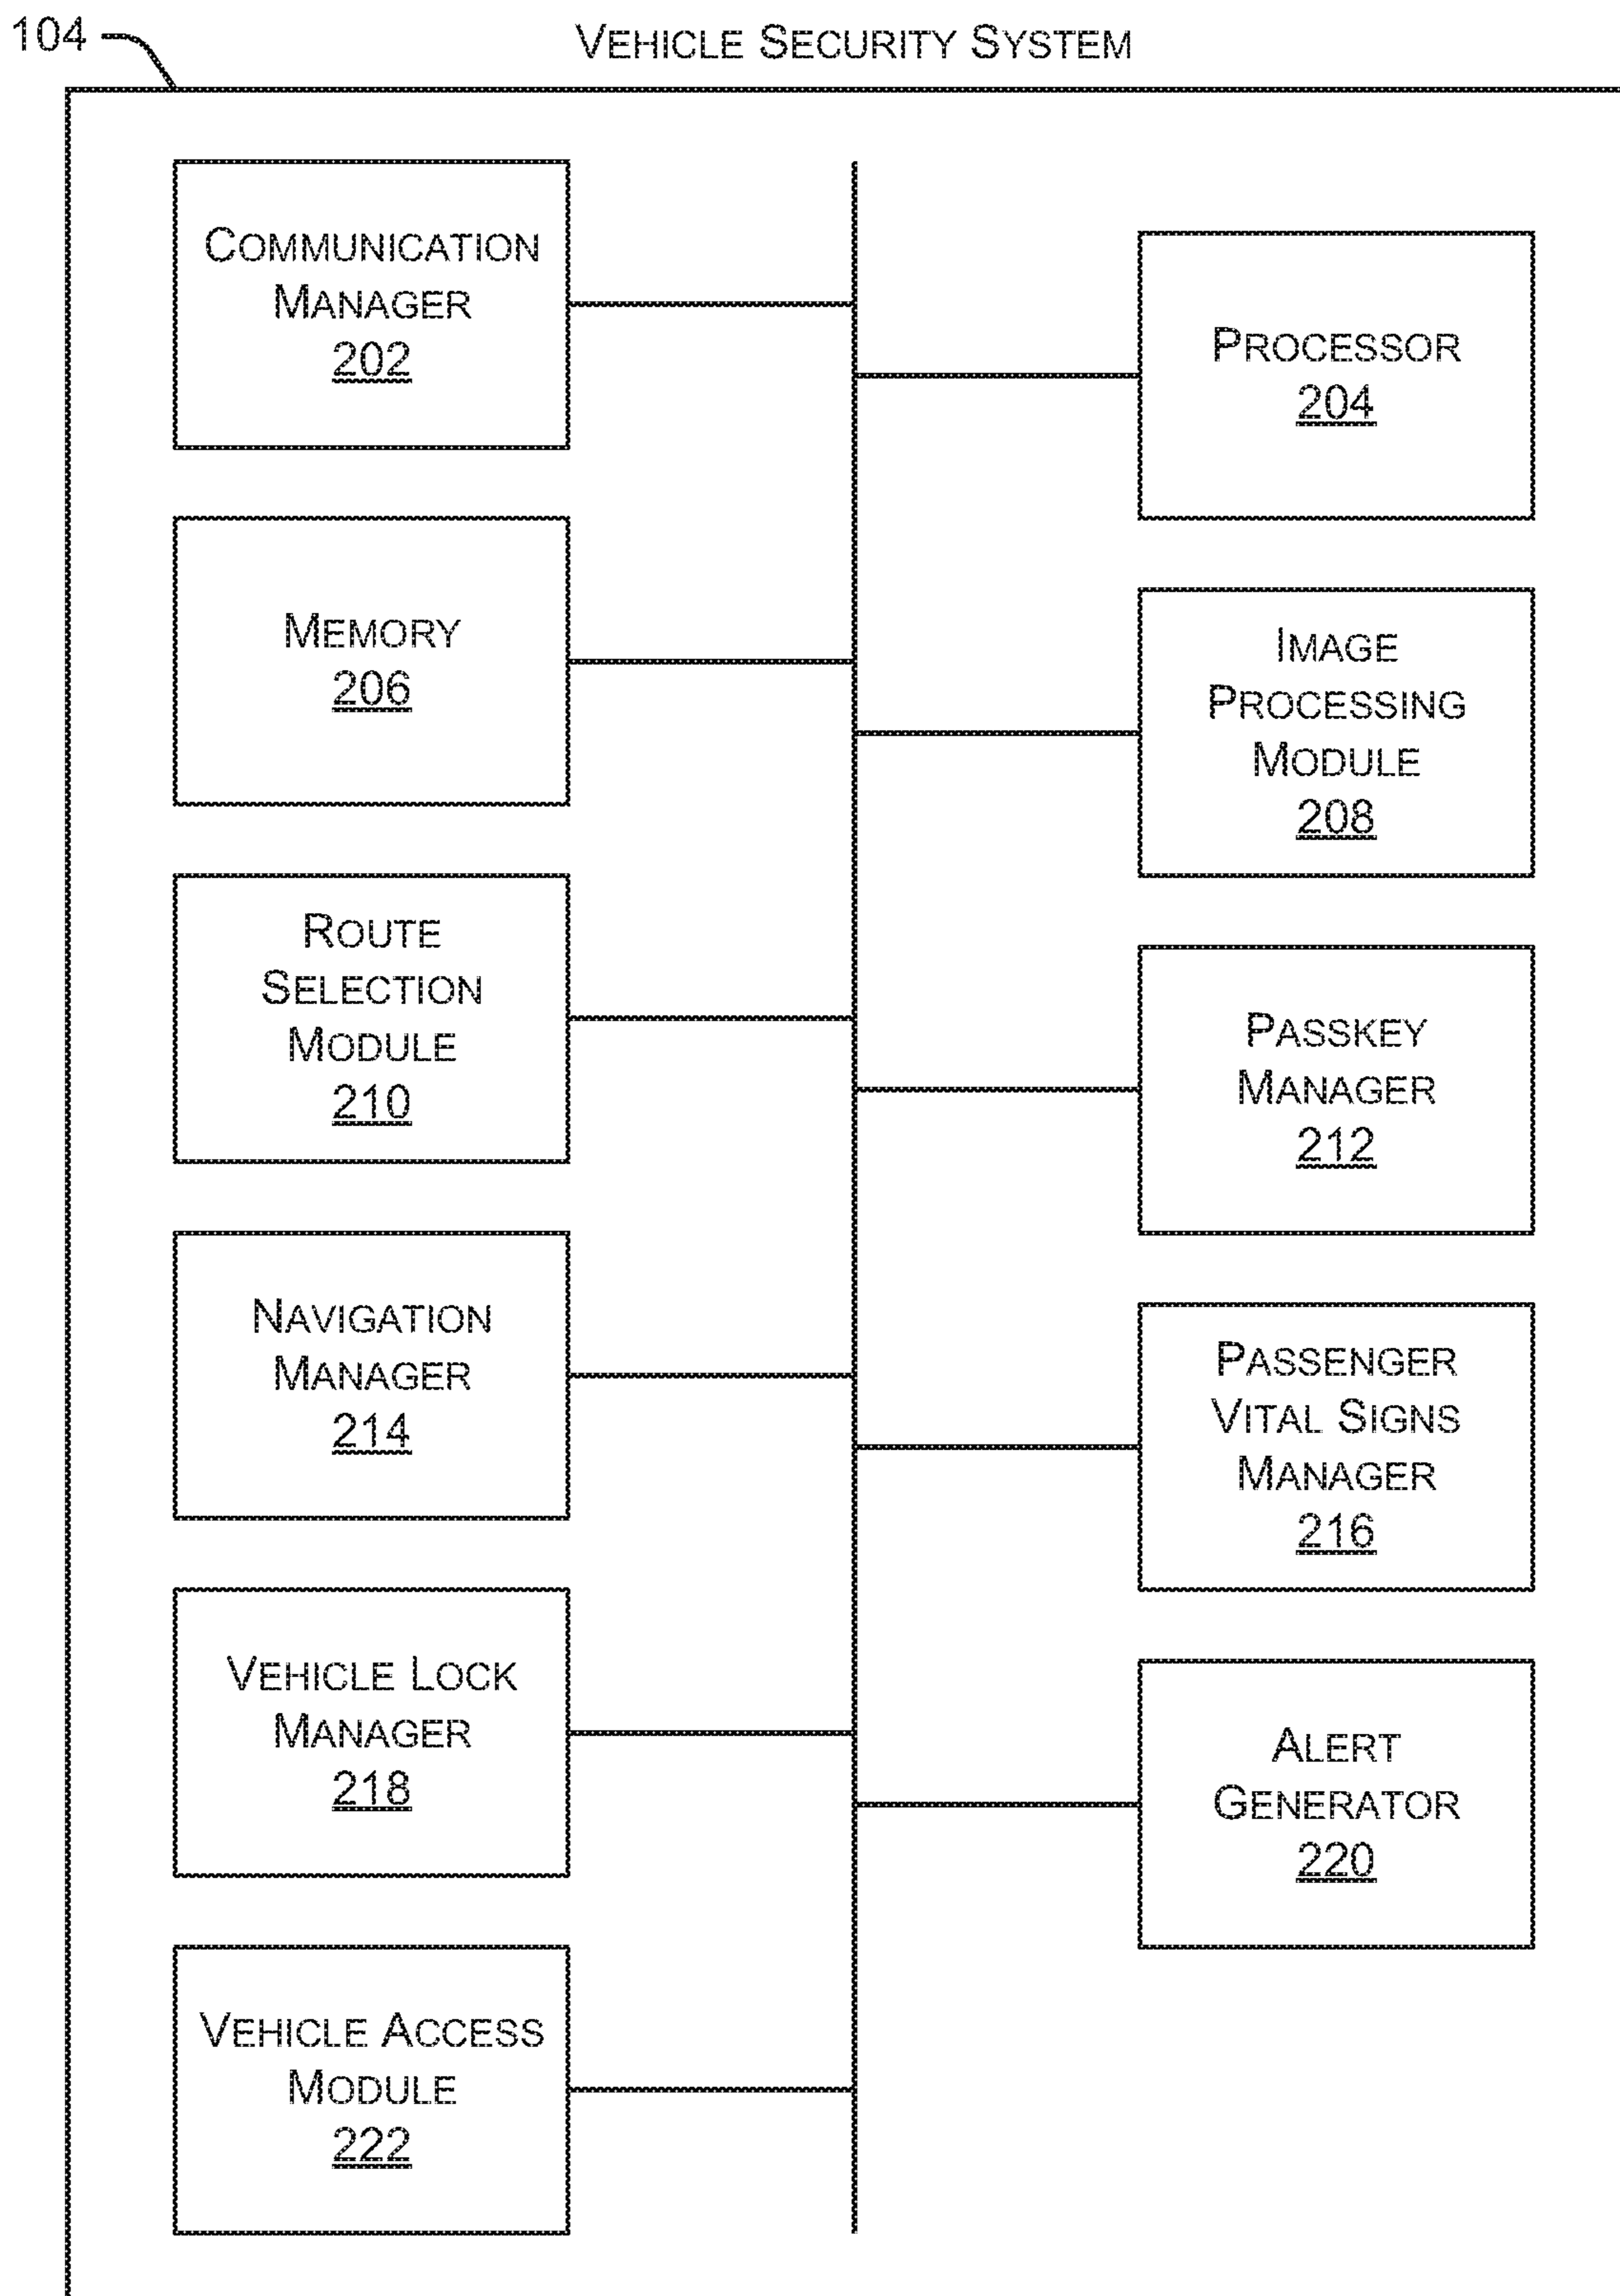 104
VEHICLE SECURITY SYSTEM
COMMUNICATION
MANAGER
202
PROCESSOR
204
MEMORY
206
IMAGE
PROCESSING
MODULE
208
ROUTE
SELECTION
MODULE
210
PASSKEY
MANAGER
212
NAVIGATION
MANAGER
214
PASSENGER
VITAL SIGNS
MANAGER
216
VEHICLE LOCK
MANAGER
218
ALERT
GENERATOR
220
VEHICLE ACCESS
MODULE
222